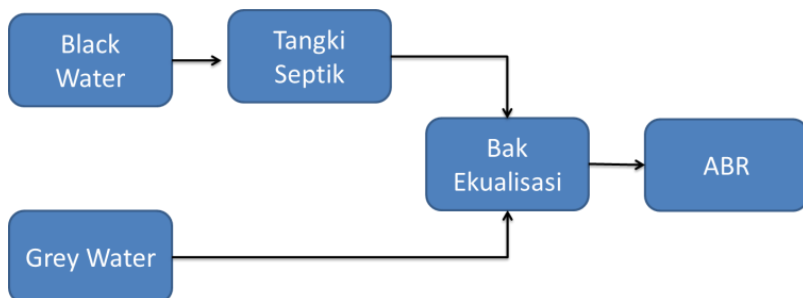 Black
Water
Tangki
Septik
Bak
Ekualisasi
ABR
Grey Water